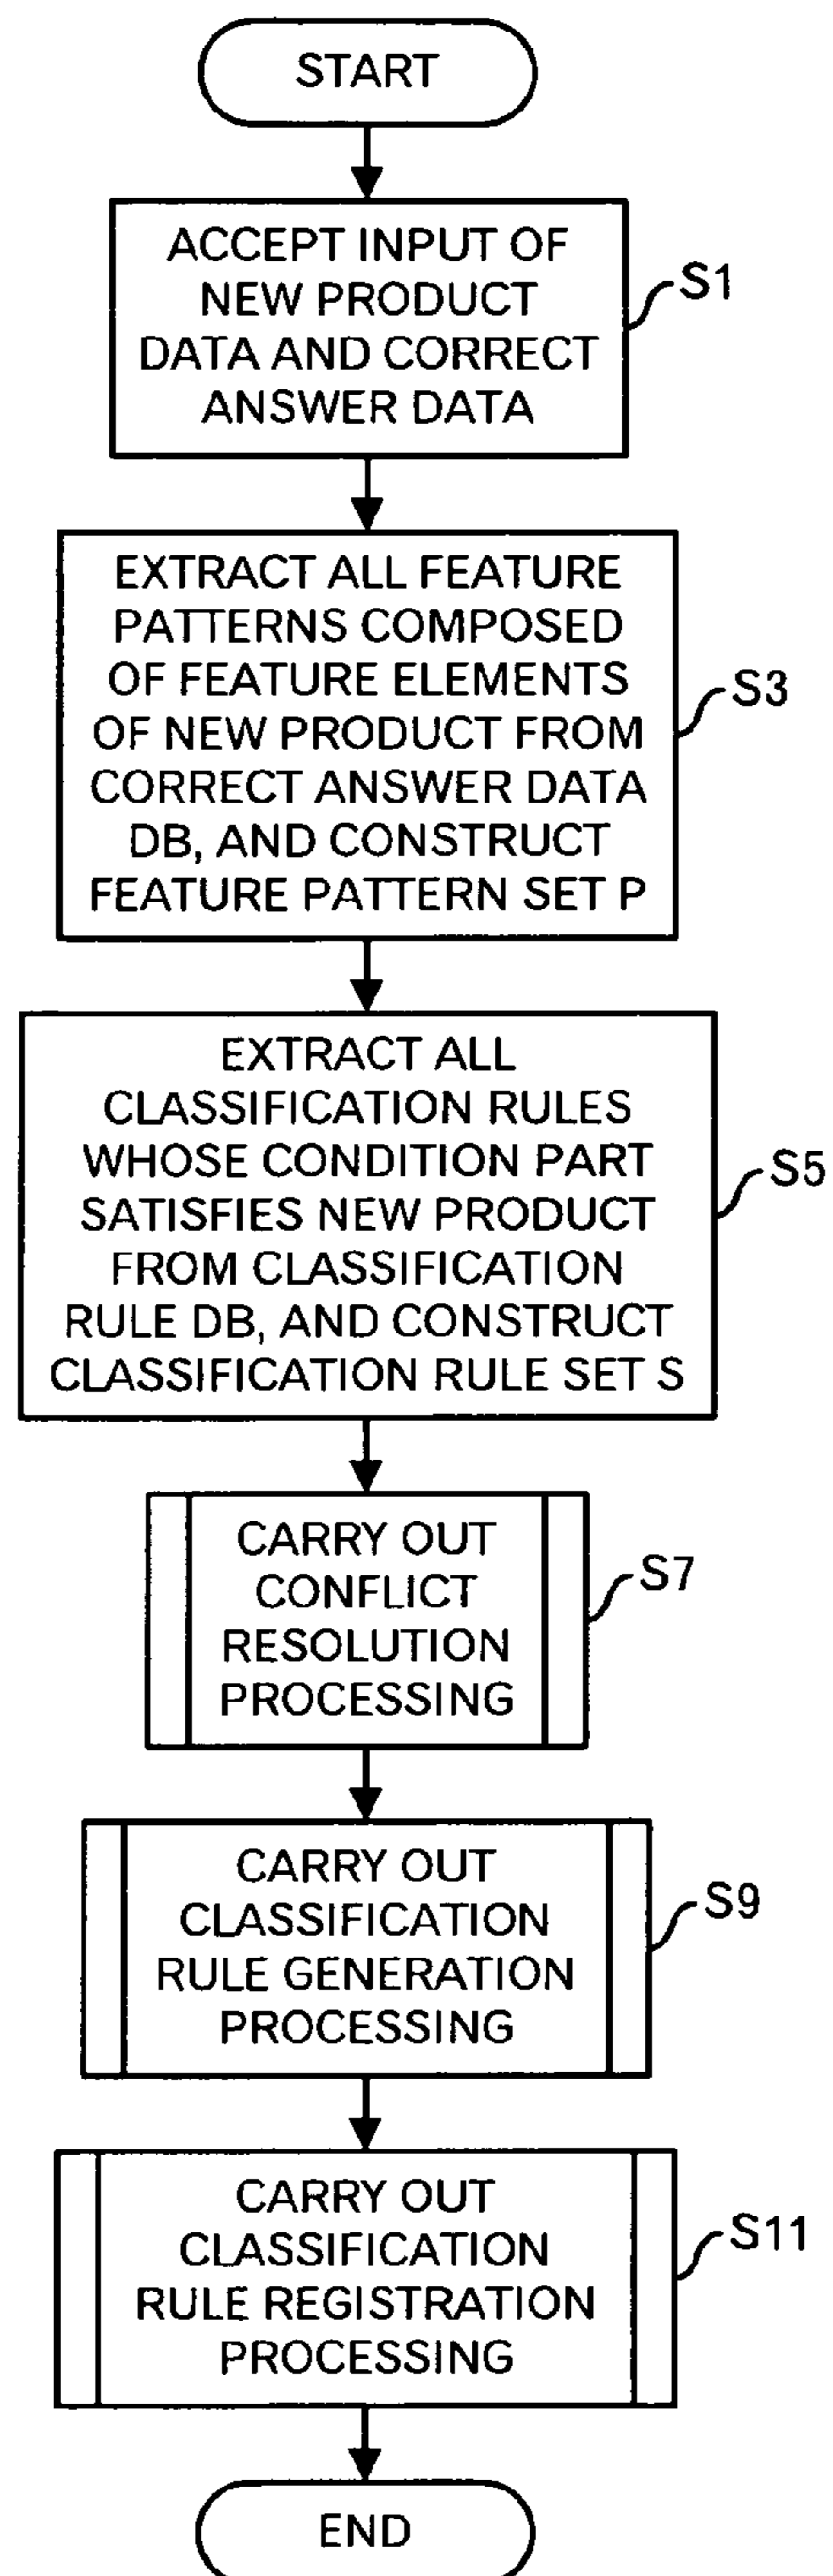 START
ACCEPT INPUT OF
NEW PRODUCT
DATA AND CORRECT
ANSWER DATA
S1
EXTRACT ALL FEATURE
PATTERNS COMPOSED
OF FEATURE ELEMENTS
OF NEW PRODUCT FROM
CORRECT ANSWER DATA
DB, AND CONSTRUCT
FEATURE PATTERN SET P
S3
EXTRACT ALL
CLASSIFICATION RULES
WHOSE CONDITION PART
SATISFIES NEW PRODUCT
FROM CLASSIFICATION
RULE DB, AND CONSTRUCT
CLASSIFICATION RULE SET S
S5
CARRY OUT
CONFLICT
RESOLUTION
PROCESSING
S7
CARRY OUT
CLASSIFICATION
RULE GENERATION
PROCESSING
S9
CARRY OUT
CLASSIFICATION
RULE REGISTRATION
PROCESSING
S11
END